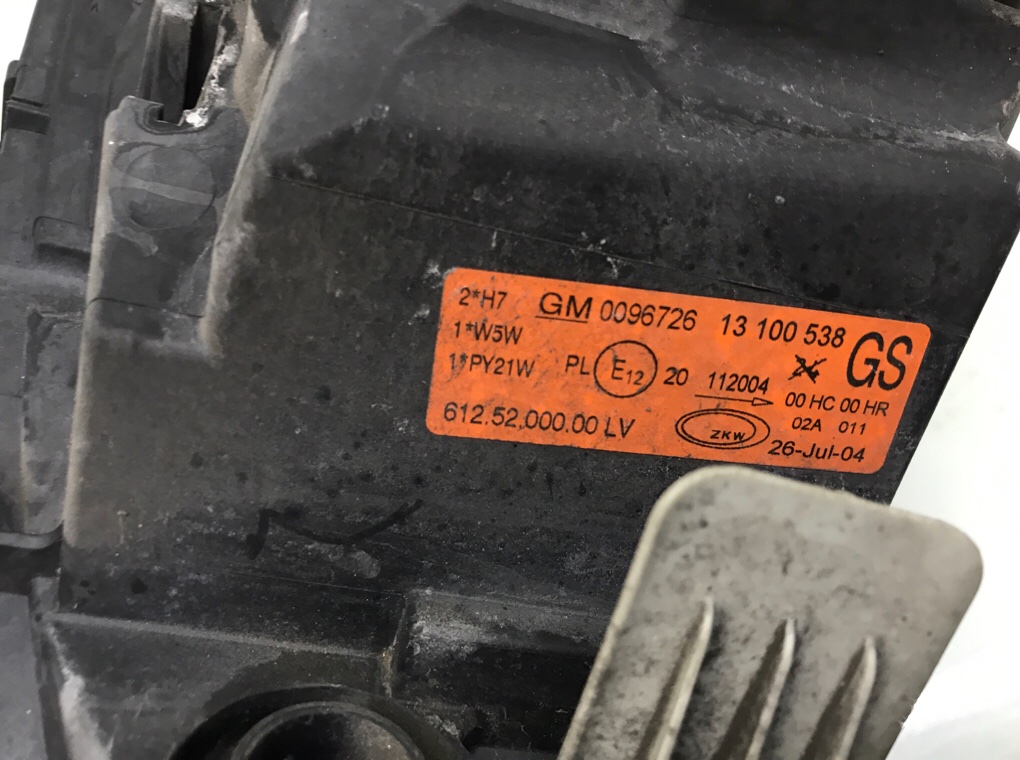 2*H7 GM 0096726 13 100 538 GS
1*W5W
1*PY21W PL E12 20 112004
00 HC 00 HR
612.52.000.00 LV ZKW 02A 011
26-Jul-04